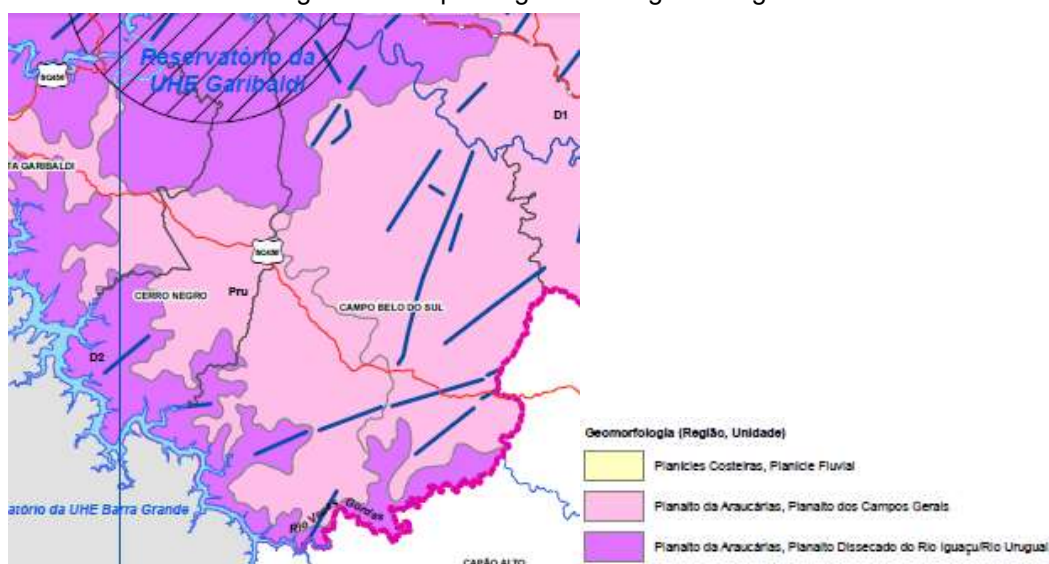 Reservatório da
UHE Garibaldi
D1
TA GARIBALDI
CERRO NEGRO
Pru
CAMPO BELO DO SUL
D2
atório da UHE Barra Grande
Gordas
CAPÃO ALTO
Geomorfologia (Região, Unidade)
Planícies Costeiras, Planície Fluvial
Planalto da Araucárias, Planalto dos Campos Gerais
Planalto da Araucárias, Planalto Dissecado do Rio Iguaçu/Rio Uruguai